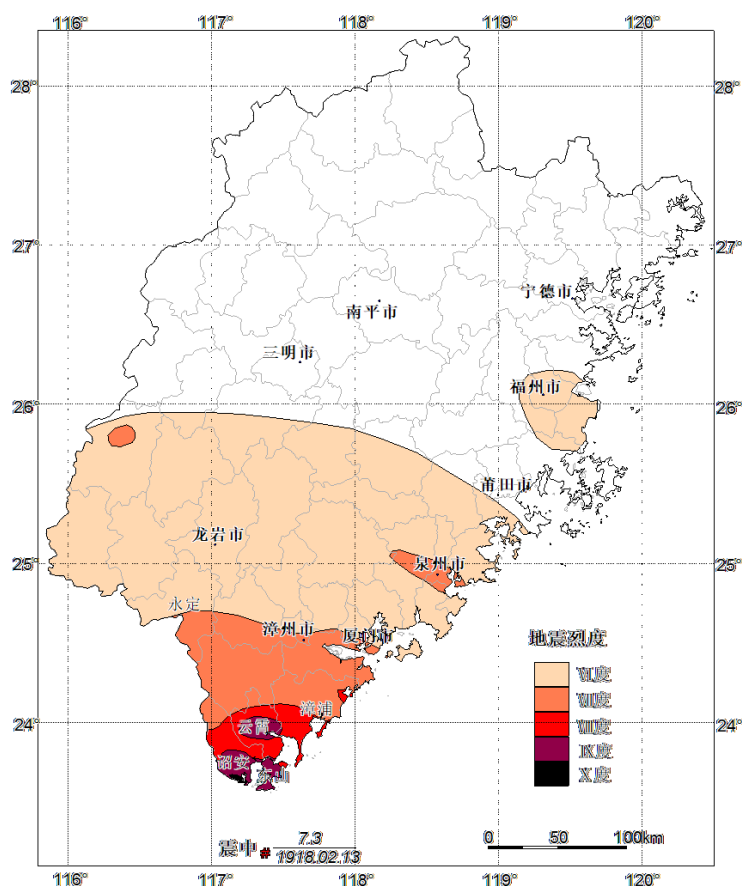 116° 117° 118° 119° 120°
28° 28°
27° 27°
宁德市
南平市
三明市
福州市
26° 26°
莆田市
龙岩市
泉州市
25° 25°
永定
漳州市 厦门市
地震烈度
Ⅵ度
Ⅶ度
漳浦
24° 24°
云霄
Ⅷ度
诏安
Ⅸ度
东山
Ⅹ度
震中 7.3
1918.02.13
0 50 100km
116° 117° 118° 119° 120°